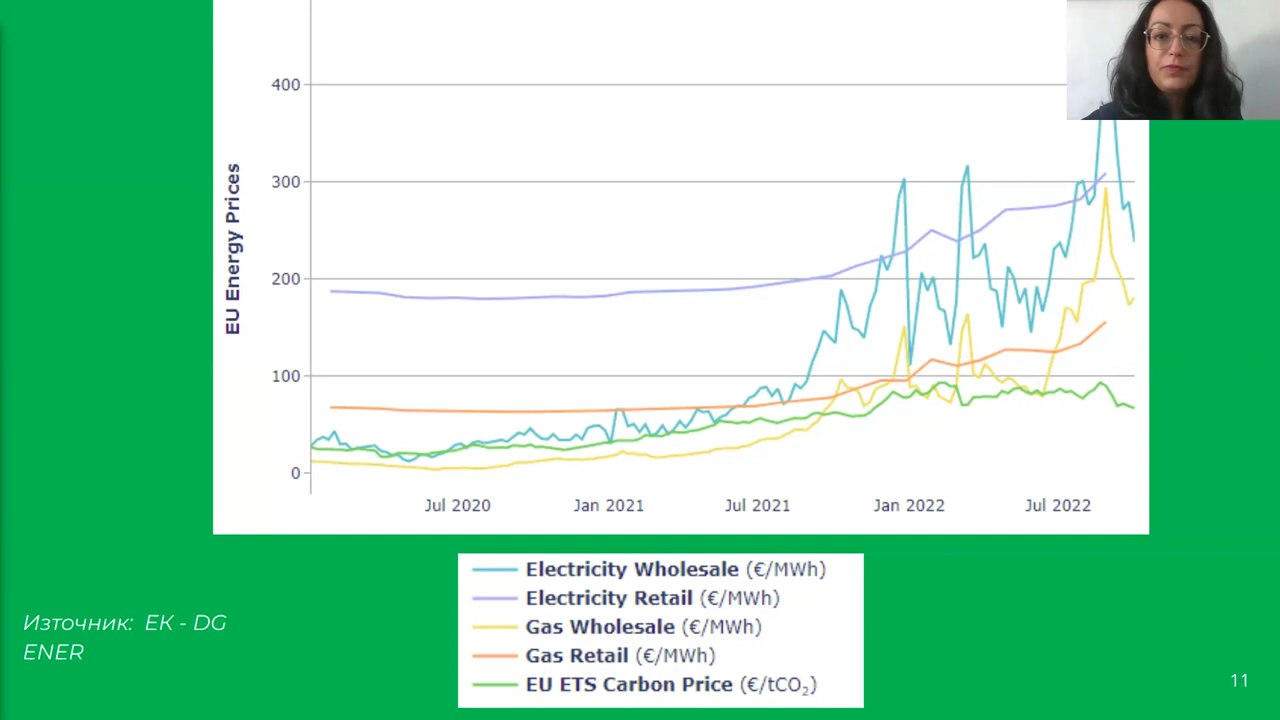 EU Energy Prices
400
300
200
100
0
Jul 2020
Jan 2021
Jul 2021
Jan 2022
Jul 2022
Electricity Wholesale (€/MWh)
Electricity Retail (€/MWh)
Gas Wholesale (€/MWh)
Gas Retail (€/MWh)
EU ETS Carbon Price (€/tCO₂)
Източник: ЕК - DG
ENER
11